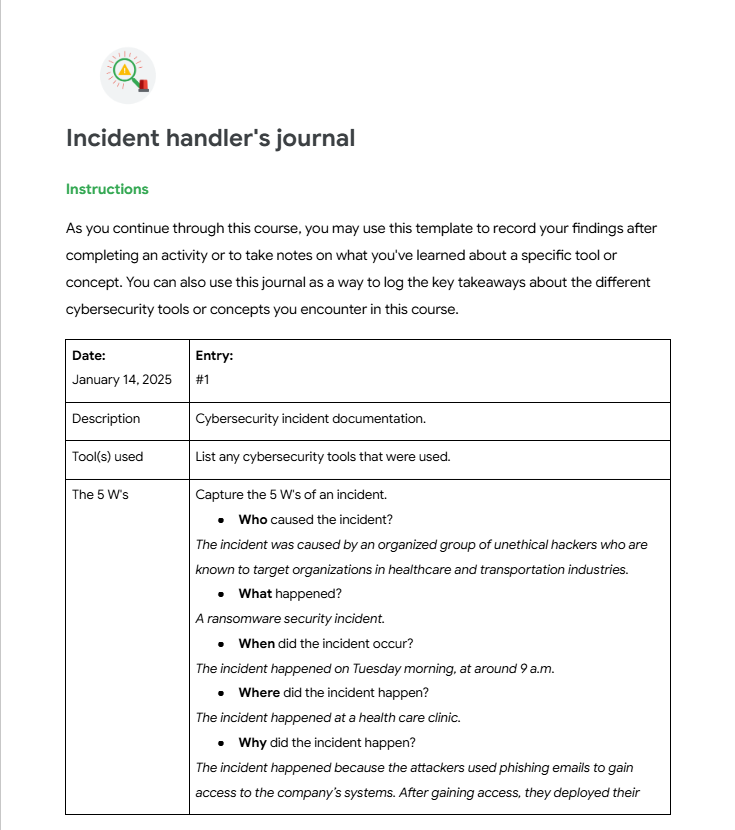 Incident handler's journal
Instructions
As you continue through this course, you may use this template to record your findings after
completing an activity or to take notes on what you've learned about a specific tool or
concept. You can also use this journal as a way to log the key takeaways about the different
cybersecurity tools or concepts you encounter in this course.
Date:
January 14, 2025
Entry:
#1
Description
Cybersecurity incident documentation.
Tool(s) used
List any cybersecurity tools that were used.
The 5 W's
Capture the 5 W's of an incident.
● Who caused the incident?
The incident was caused by an organized group of unethical hackers who are
known to target organizations in healthcare and transportation industries.
● What happened?
A ransomware security incident.
● When did the incident occur?
The incident happened on Tuesday morning, at around 9 a.m.
● Where did the incident happen?
The incident happened at a health care clinic.
● Why did the incident happen?
The incident happened because the attackers used phishing emails to gain
access to the company's systems. After gaining access, they deployed their